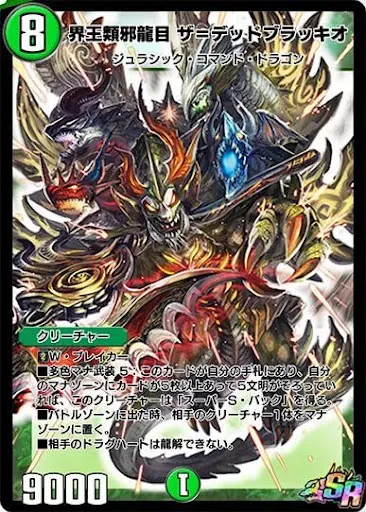 8
界王類邪龍目 ザ=デッドブラッキオ
ジュラシック・コマンド・ドラゴン
クリーチャー
W・ブレイカー
■多色マナ武装 5：このカードが自分の手札にあり、自分
のマナゾーンにカードが5枚以上あって5文明がそろってい
れば、このクリーチャーは「スーパーS・バック」を得る。
■バトルゾーンに出た時、相手のクリーチャー1体をマナ
ゾーンに置く。
■相手のドラグハートは龍解できない。
9000
1
SR